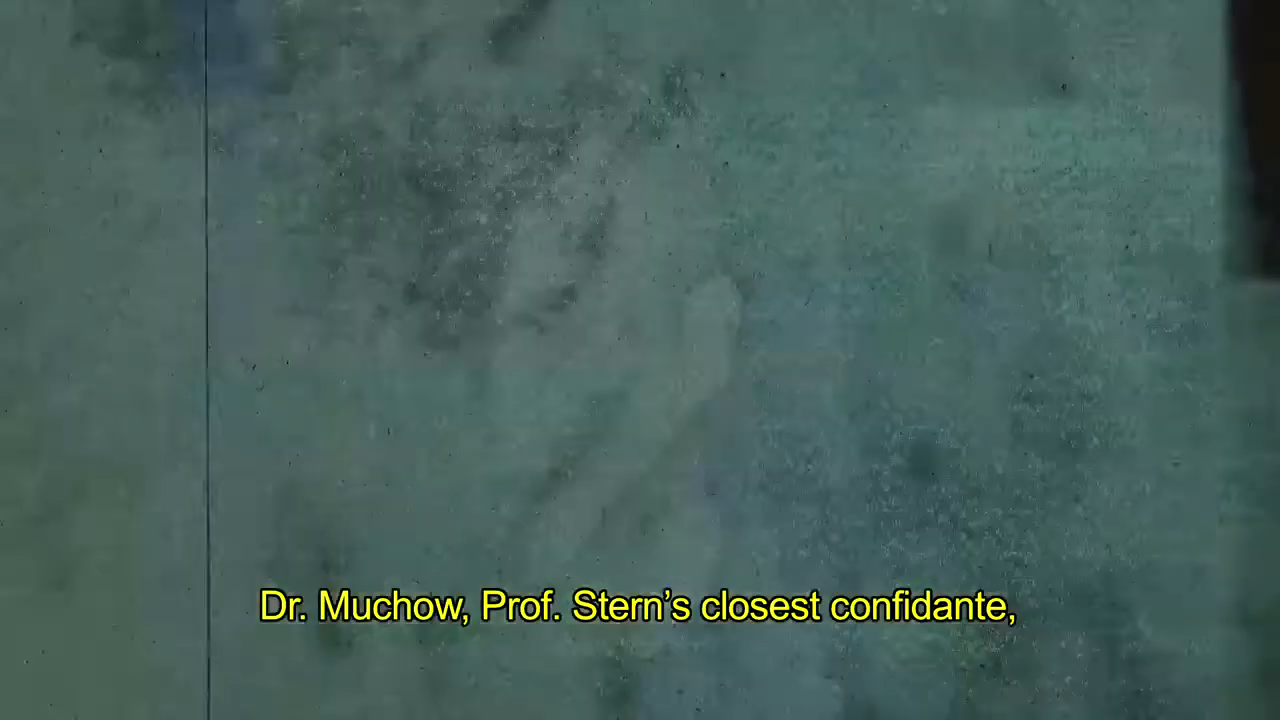 Dr. Muchow, Prof. Stern’s closest confidante,